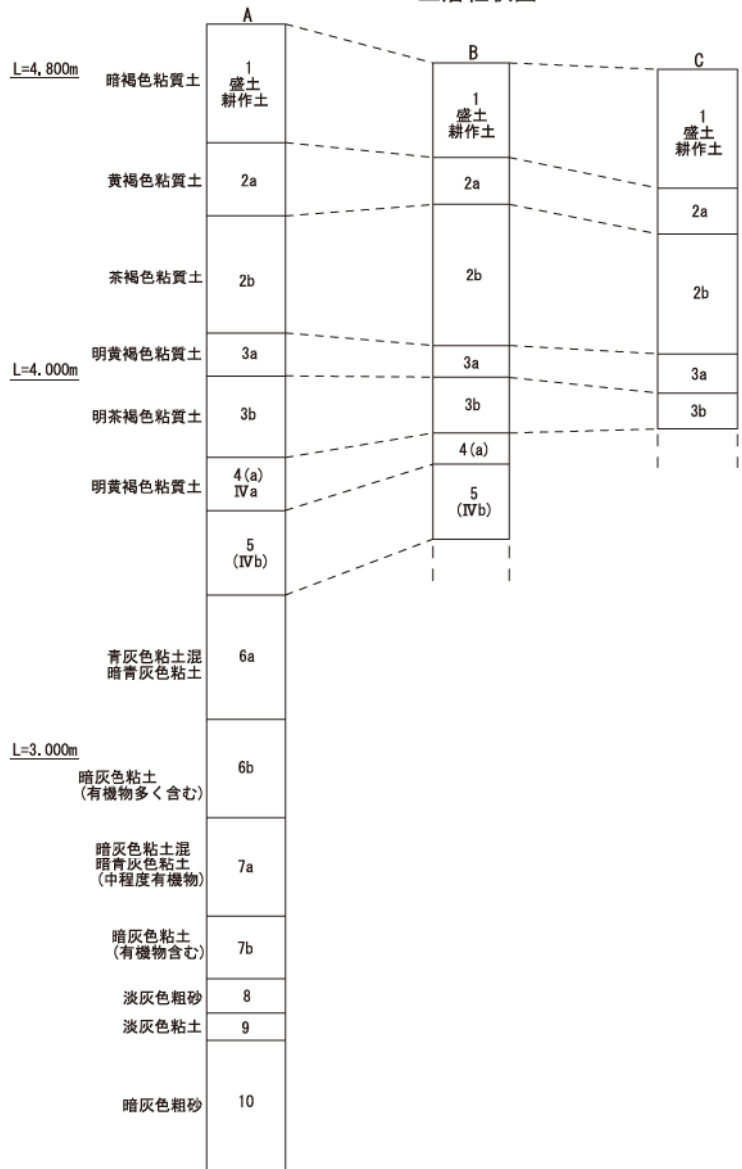 A
B
C
L=4.800m
暗褐色粘質土
1
盛土
耕作土
1
盛土
耕作土
1
盛土
耕作土
黄褐色粘質土
2a
2a
2a
茶褐色粘質土
2b
2b
2b
明黄褐色粘質土
3a
3a
3a
L=4.000m
明茶褐色粘質土
3b
3b
3b
明黄褐色粘質土
4(a)
Ⅳa
4(a)
5
(Ⅳb)
5
(Ⅳb)
青灰色粘土混
暗青灰色粘土
6a
L=3.000m
暗灰色粘土
(有機物多く含む)
6b
暗灰色粘土混
暗青灰色粘土
(中程度有機物)
7a
暗灰色粘土
(有機物含む)
7b
淡灰色粗砂
8
淡灰色粘土
9
暗灰色粗砂
10